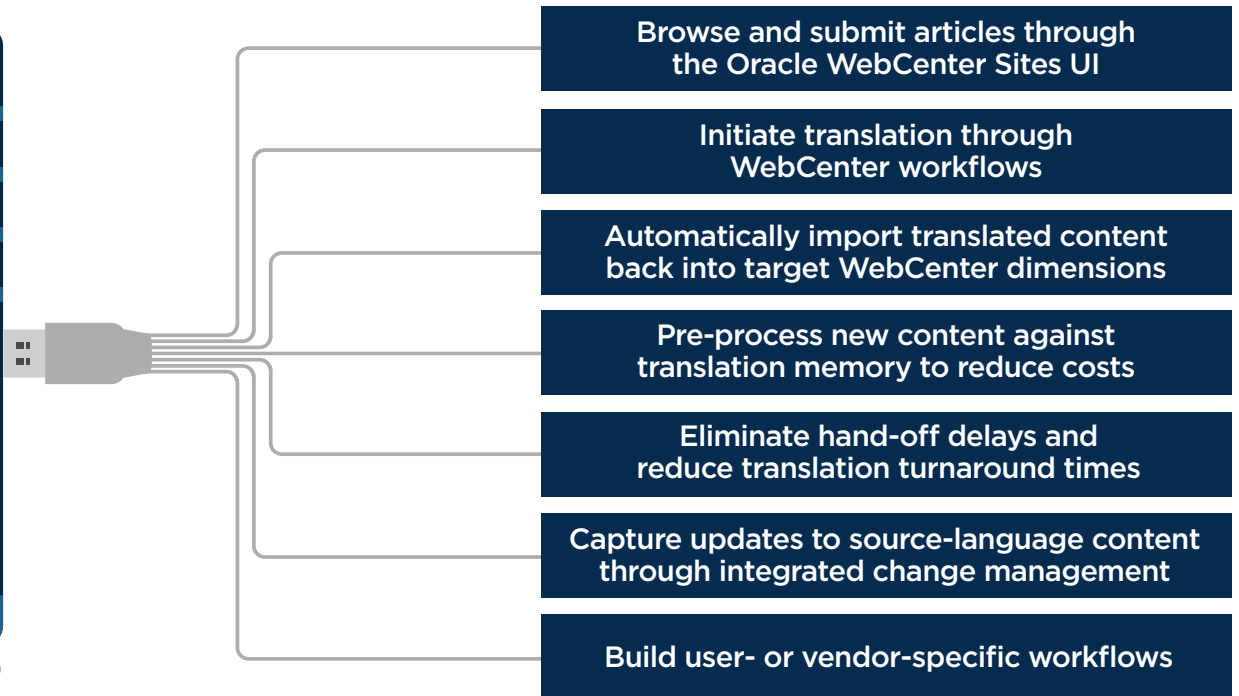 Browse and submit articles through
the Oracle WebCenter Sites UI
Initiate translation through
WebCenter workflows
Automatically import translated content
back into target WebCenter dimensions
Pre-process new content against
translation memory to reduce costs
Eliminate hand-off delays and
reduce translation turnaround times
Capture updates to source-language content
through integrated change management
Build user- or vendor-specific workflows